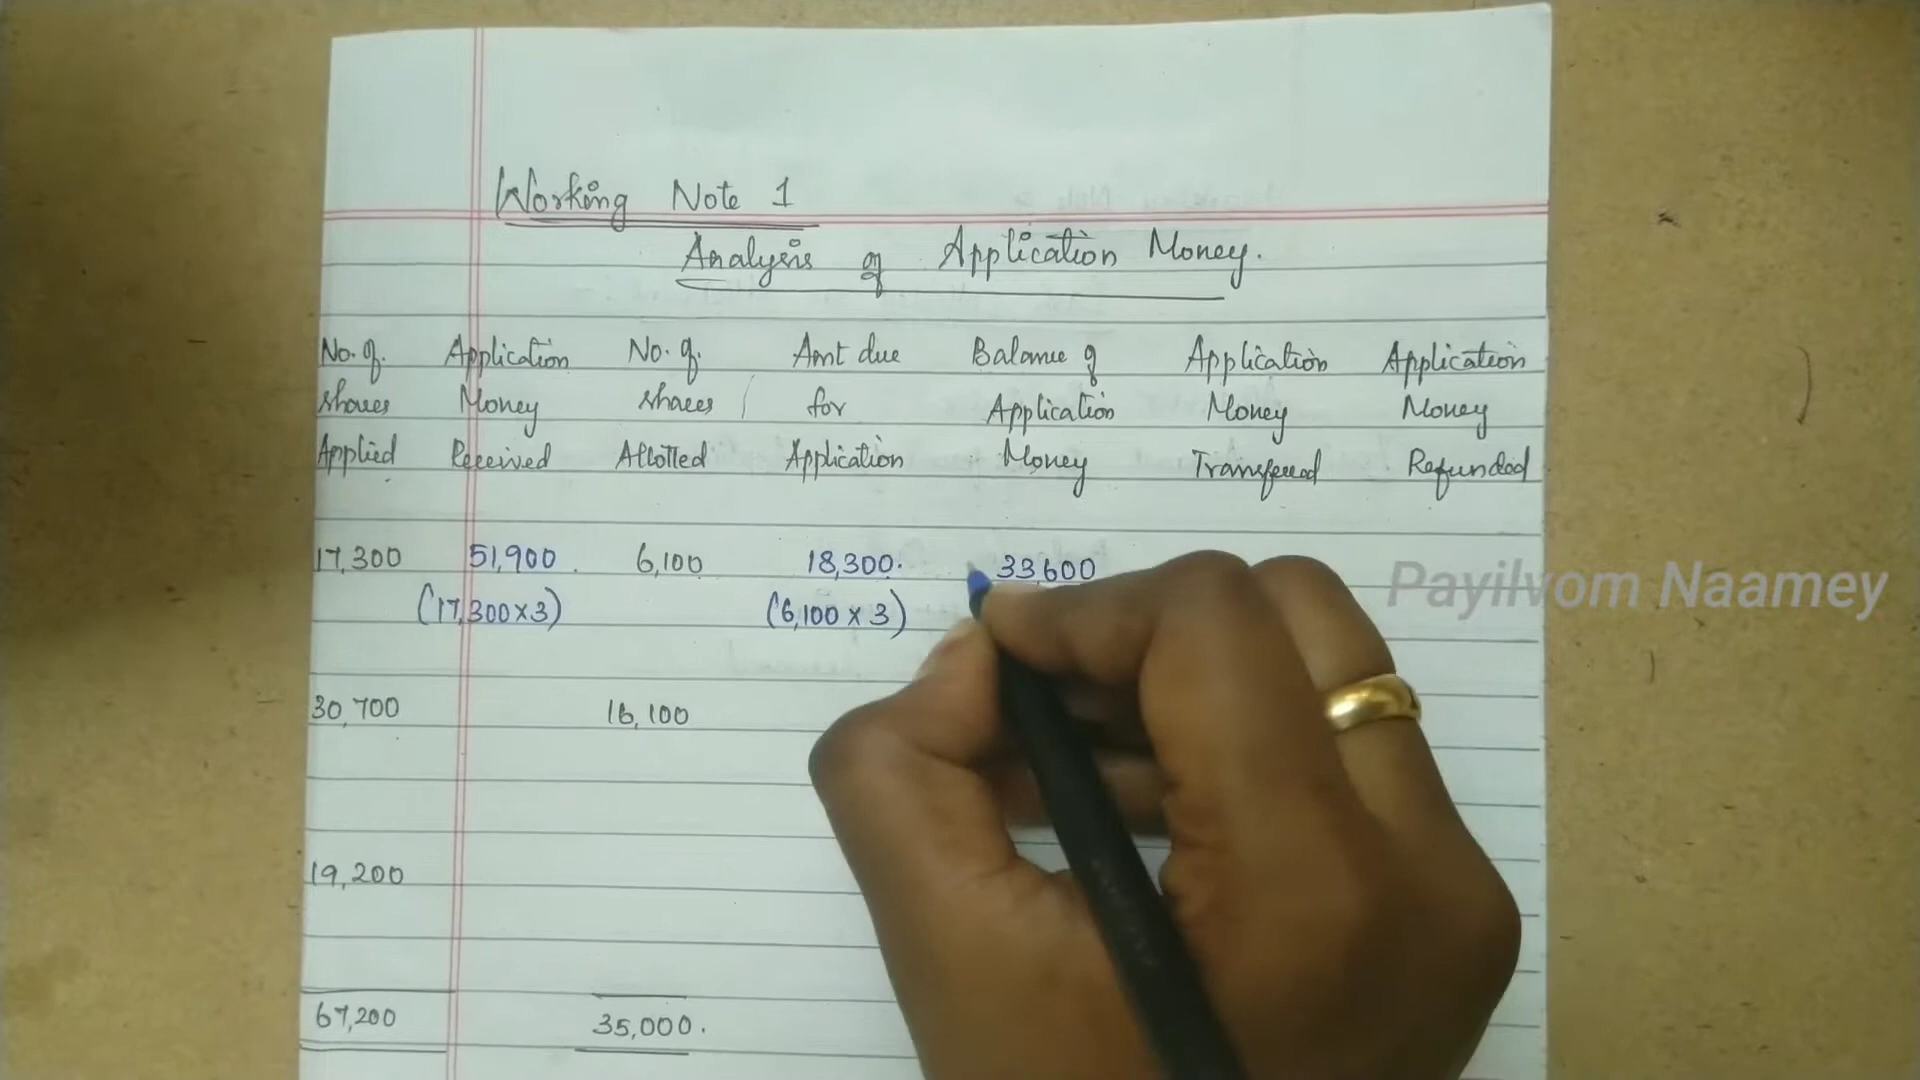 Working Note 1
Analysis of Application Money.
No. of. Application No. of. Amt due Balance of Application Application
shares Money shares for Application Money Money
Applied Received Allotted Application Money Transferred Refunded
17,300 51,900 6,100 18,300. 33,600
(17,300x3) (6,100 x 3)
Payilvom Naamey
30,700 16,100
19,200
67,200 35,000.